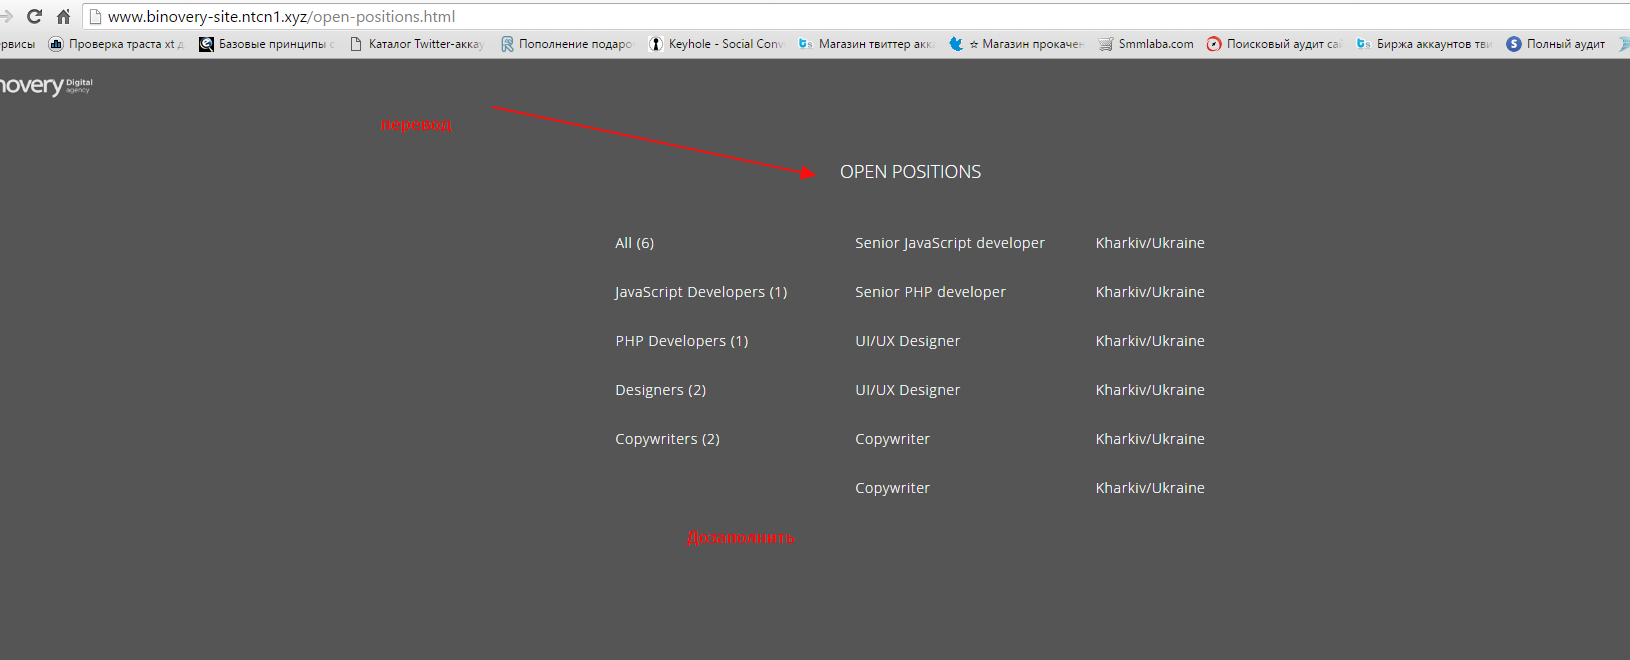 www.binovery-site.ntcn1.xyz/open-positions.html
рвисы Проверка траста xt д Базовые принципы с Каталог Twitter-аккау Пополнение подаро Keyhole - Social Conv Магазин твиттер акк ☆ Магазин прокачен Smmlaba.com Поисковый аудит са Биржа аккаунтов тви Полный аудит
novery Digital agency
перевод
OPEN POSITIONS
All (6) Senior JavaScript developer Kharkiv/Ukraine
JavaScript Developers (1) Senior PHP developer Kharkiv/Ukraine
PHP Developers (1) UI/UX Designer Kharkiv/Ukraine
Designers (2) UI/UX Designer Kharkiv/Ukraine
Copywriters (2) Copywriter Kharkiv/Ukraine
Copywriter Kharkiv/Ukraine
Дозаполнить